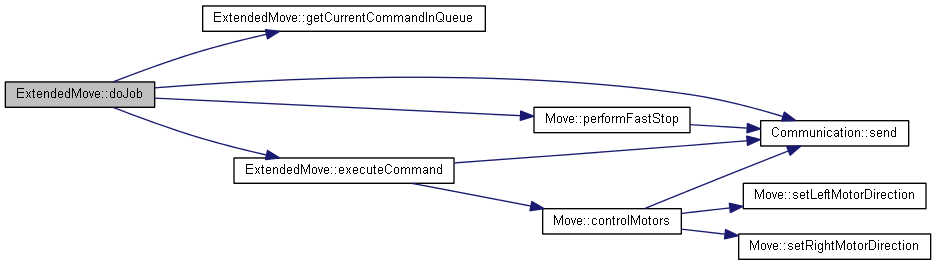 ExtendedMove::getCurrentCommandInQueue
ExtendedMove::doJob
Move::performFastStop
Communication::send
ExtendedMove::executeCommand
Move::setLeftMotorDirection
Move::controlMotors
Move::setRightMotorDirection